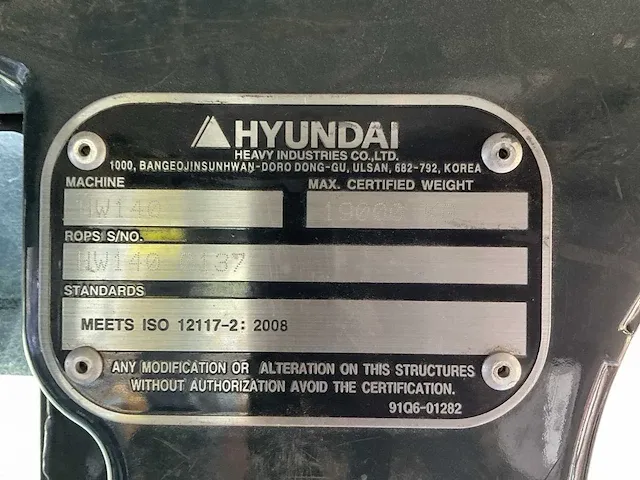 HYUNDAI
HEAVY INDUSTRIES CO.,LTD.
1000, BANGEOJINSUNHWAN-DORO DONG-GU, ULSAN, 682-792, KOREA
MACHINE MAX. CERTIFIED WEIGHT
HW140
ROPS S/NO.
HW140
STANDARDS
MEETS ISO 12117-2: 2008
ANY MODIFICATION OR ALTERATION ON THIS STRUCTURES
WITHOUT AUTHORIZATION AVOID THE CERTIFICATION.
91Q6-01282